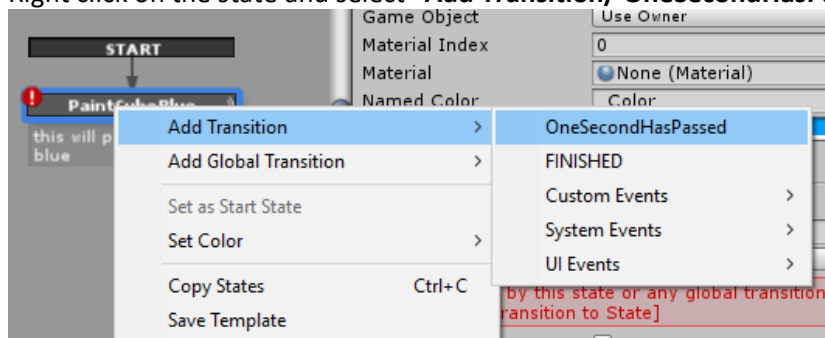 Right click on the state and select "Add Transition/ OneSecondHasP
Game Object Use Owner
START
Material Index 0
Material None (Material)
Named Color _Color
PaintCubeBlue
this will p
blue
Add Transition >
Add Global Transition >
Set as Start State
Set Color >
Copy States Ctrl+C
Save Template
OneSecondHasPassed
FINISHED
Custom Events >
System Events >
UI Events >
by this state or any global transition
ransition to State]